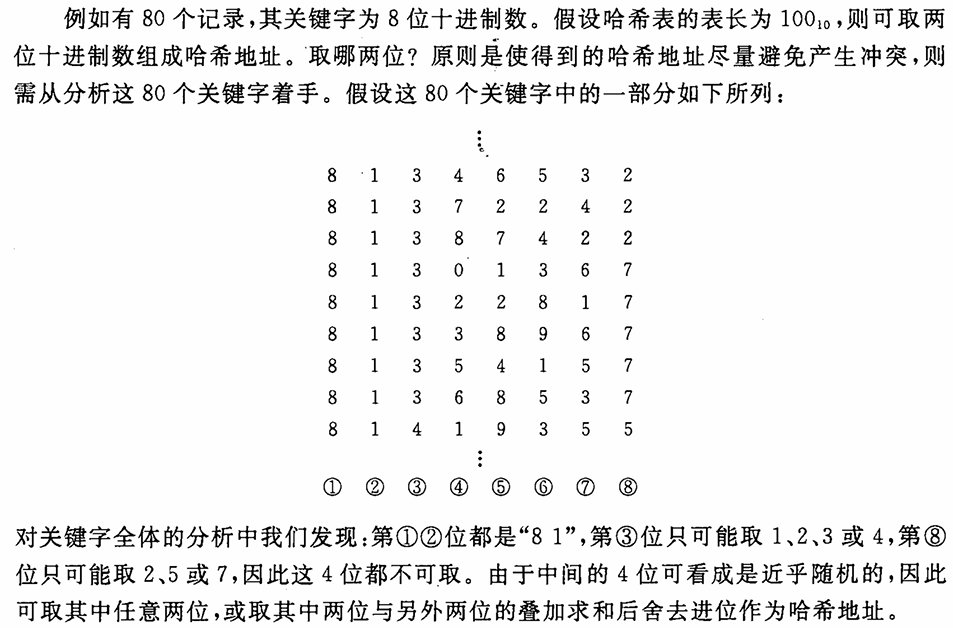 例如有 80 个记录,其关键字为 8 位十进制数。假设哈希表的表长为 100₁₀,则可取两
位十进制数组成哈希地址。取哪两位?原则是使得到的哈希地址尽量避免产生冲突,则
需从分析这 80 个关键字着手。假设这 80 个关键字中的一部分如下所列:
⋮
8 1 3 4 6 5 3 2
8 1 3 7 2 2 4 2
8 1 3 8 7 4 2 2
8 1 3 0 1 3 6 7
8 1 3 2 2 8 1 7
8 1 3 3 8 9 6 7
8 1 3 5 4 1 5 7
8 1 3 6 8 5 3 7
8 1 4 1 9 3 5 5
⋮
① ② ③ ④ ⑤ ⑥ ⑦ ⑧
对关键字全体的分析中我们发现:第①②位都是“8 1”,第③位只可能取 1、2、3 或 4,第⑧
位只可能取 2、5 或 7,因此这 4 位都不可取。由于中间的 4 位可看成是近乎随机的,因此
可取其中任意两位,或取其中两位与另外两位的叠加求和后舍去进位作为哈希地址。